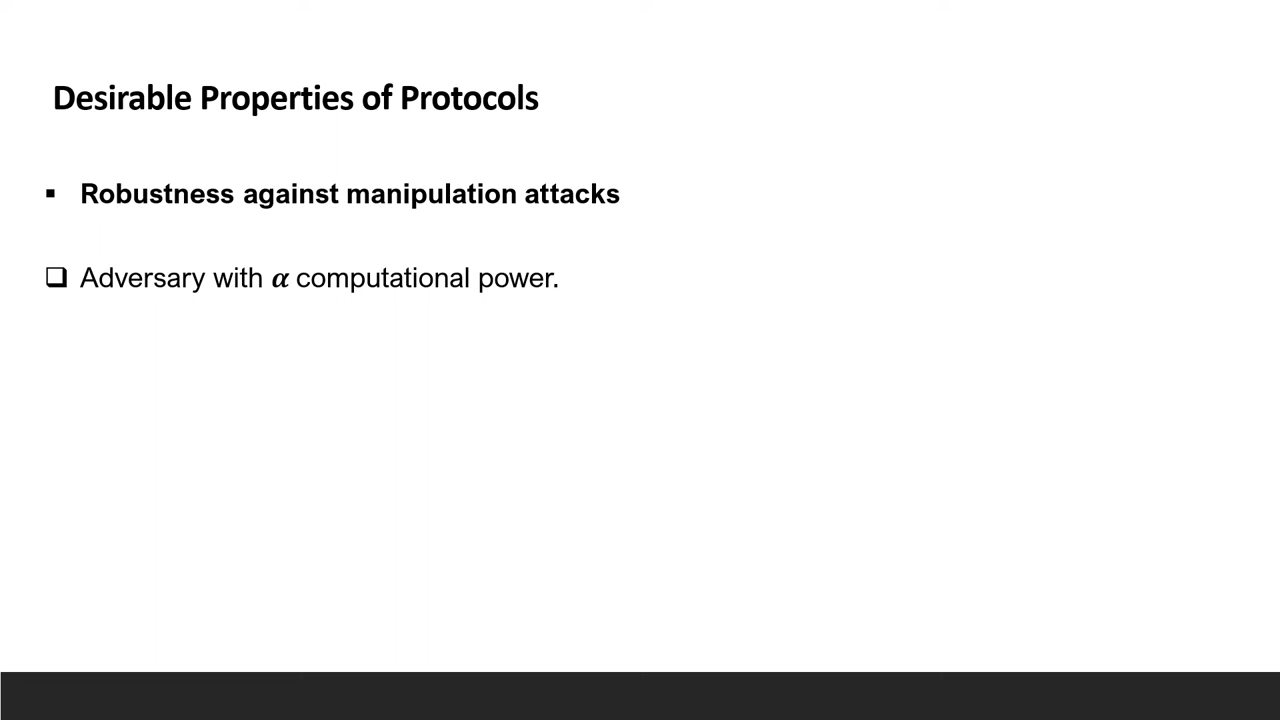 Desirable Properties of Protocols
▪ Robustness against manipulation attacks
❑ Adversary with 𝜶 computational power.